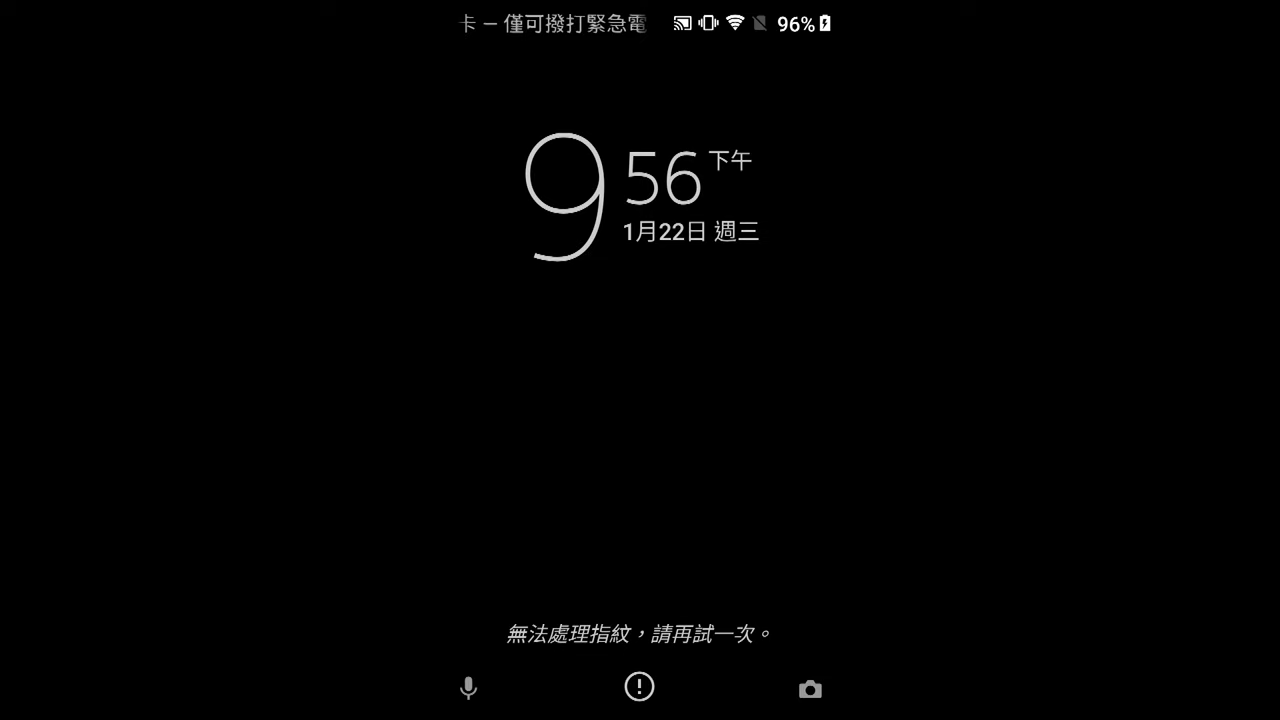 卡 — 僅可撥打緊急電 96%
9 56 下午
1月22日 週三
無法處理指紋，請再試一次。